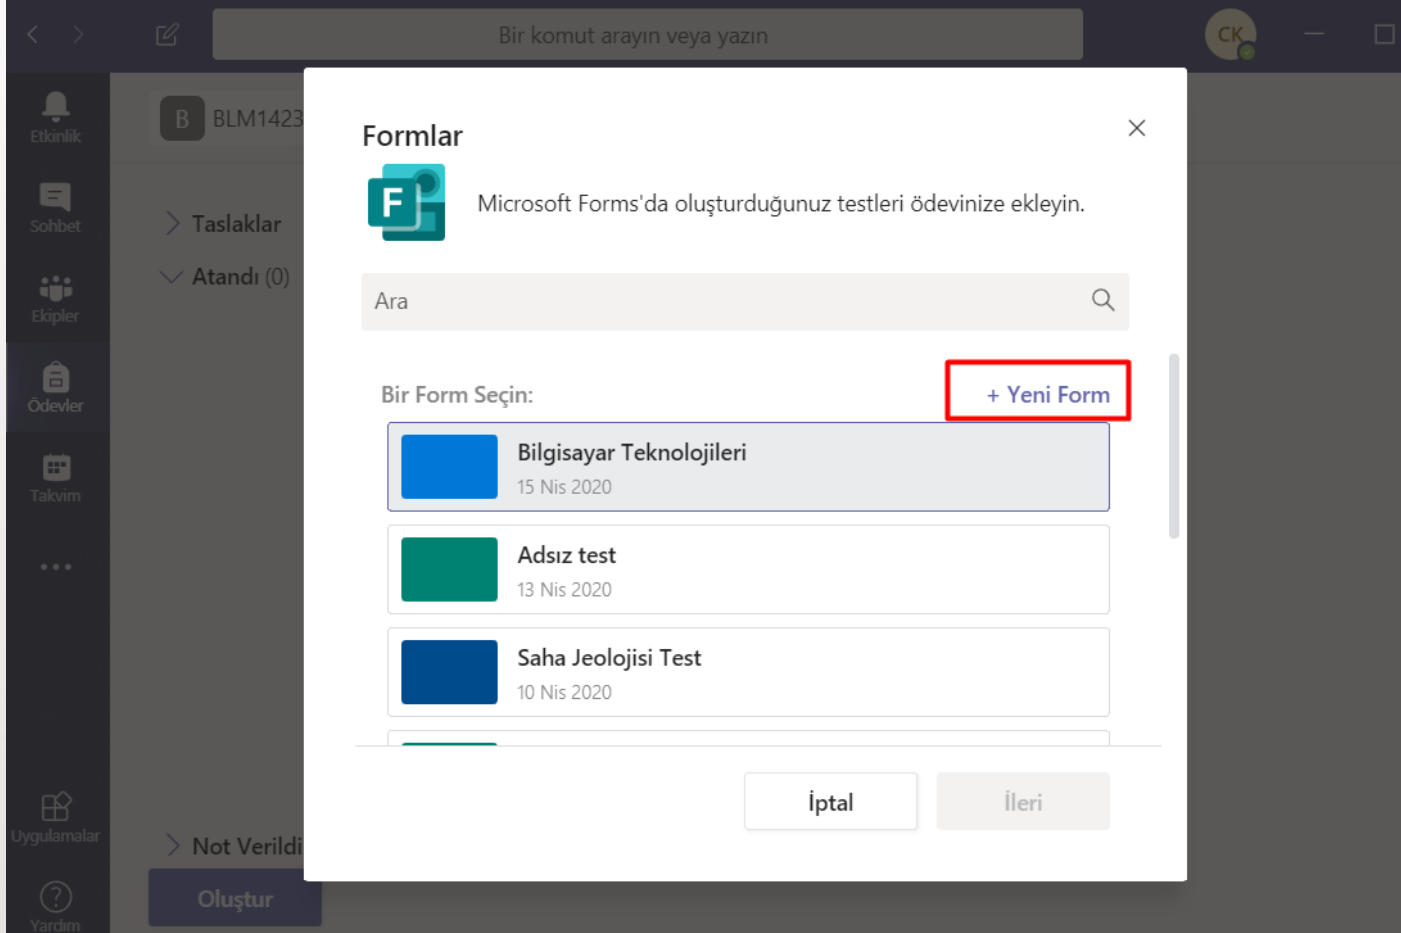 Bir komut arayın veya yazın
CK
Etkinlik
Sohbet
Ekipler
Ödevler
Takvim
Uygulamalar
Yardım
B BLM1423
Taslaklar
Atandı (0)
Not Verildi
Oluştur
Formlar
F
Microsoft Forms'da oluşturduğunuz testleri ödevinize ekleyin.
Ara
Bir Form Seçin:
+ Yeni Form
Bilgisayar Teknolojileri
15 Nis 2020
Adsız test
13 Nis 2020
Saha Jeolojisi Test
10 Nis 2020
İptal
İleri